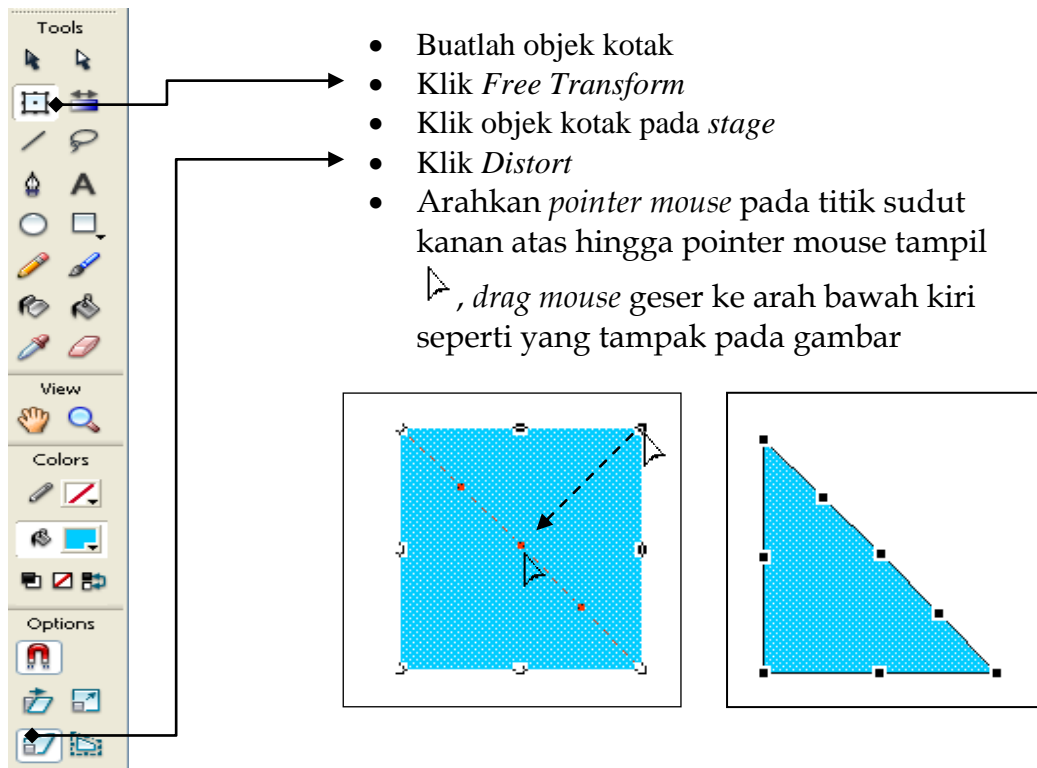 Tools
View
Colors
Options
• Buatlah objek kotak
• Klik Free Transform
• Klik objek kotak pada stage
• Klik Distort
• Arahkan pointer mouse pada titik sudut
kanan atas hingga pointer mouse tampil
, drag mouse geser ke arah bawah kiri
seperti yang tampak pada gambar